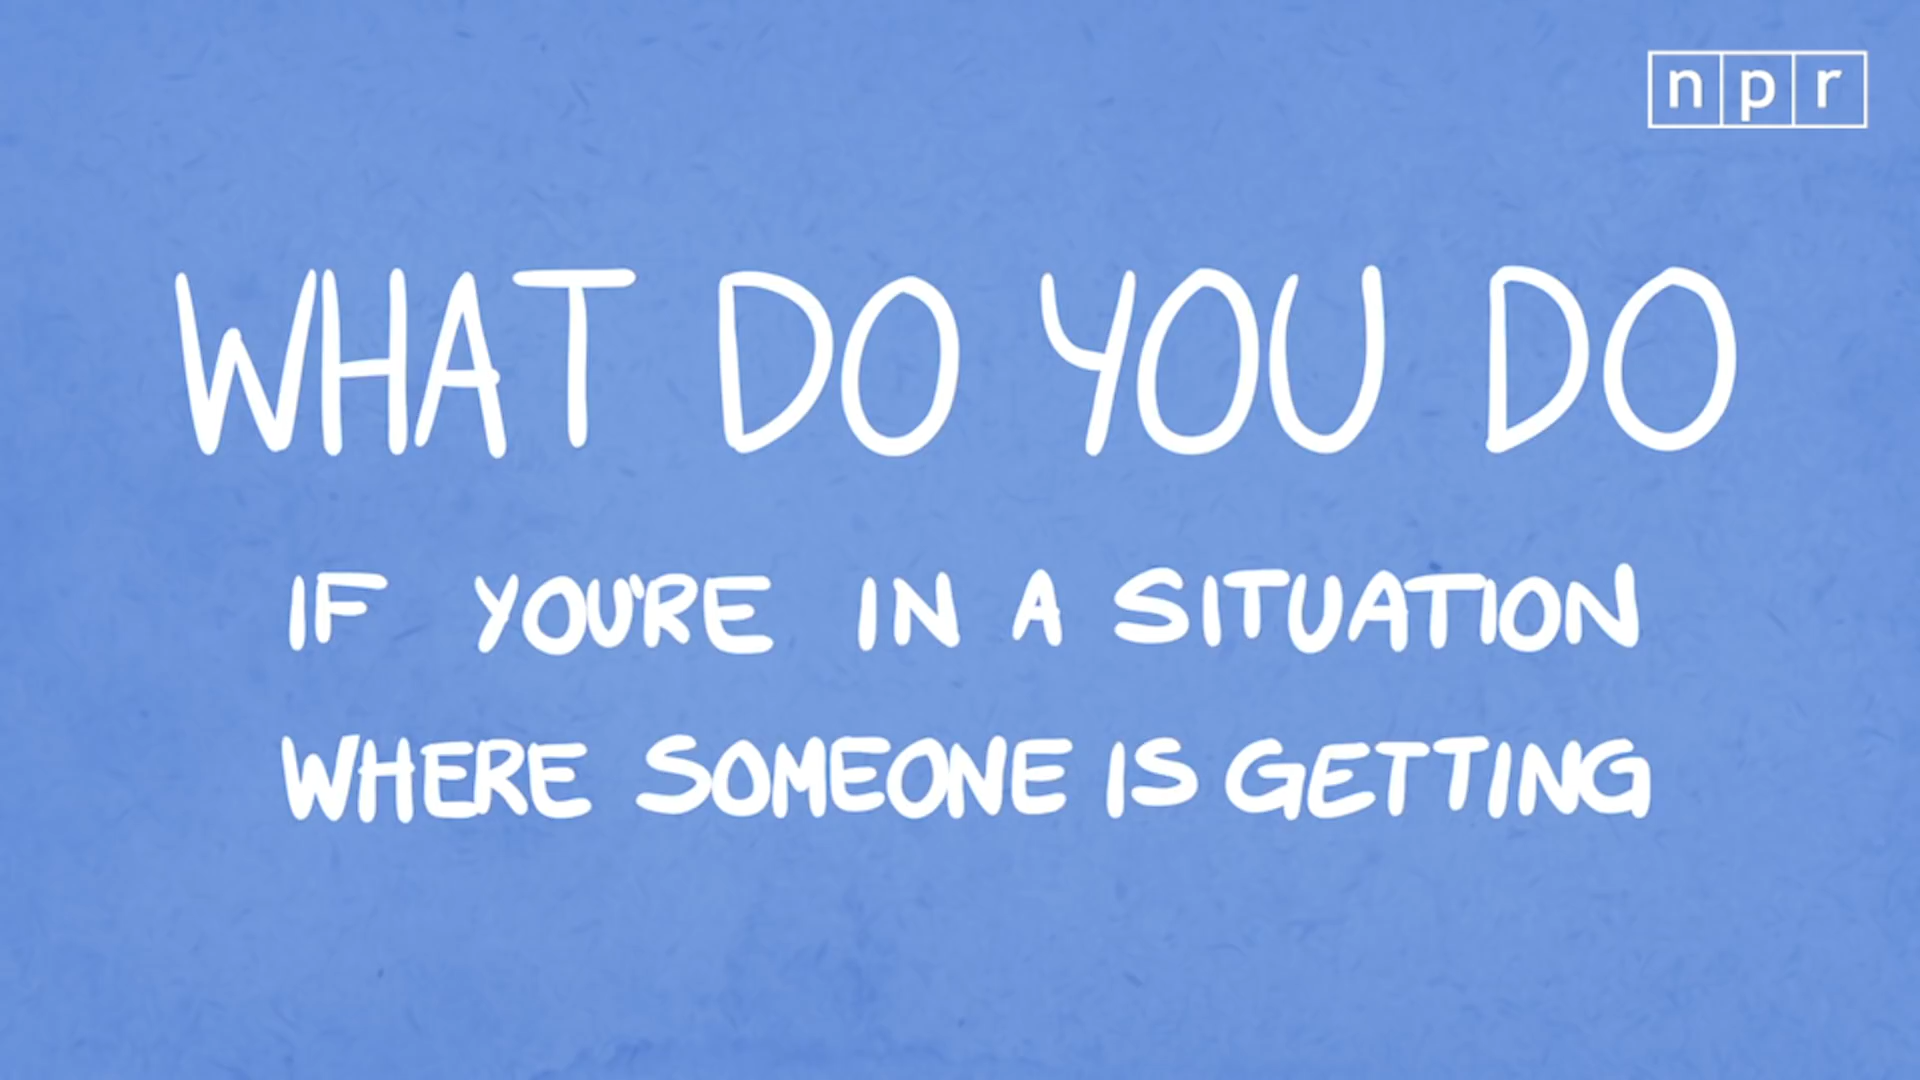 npr
WHAT DO YOU DO
IF YOU'RE IN A SITUATION
WHERE SOMEONE IS GETTING